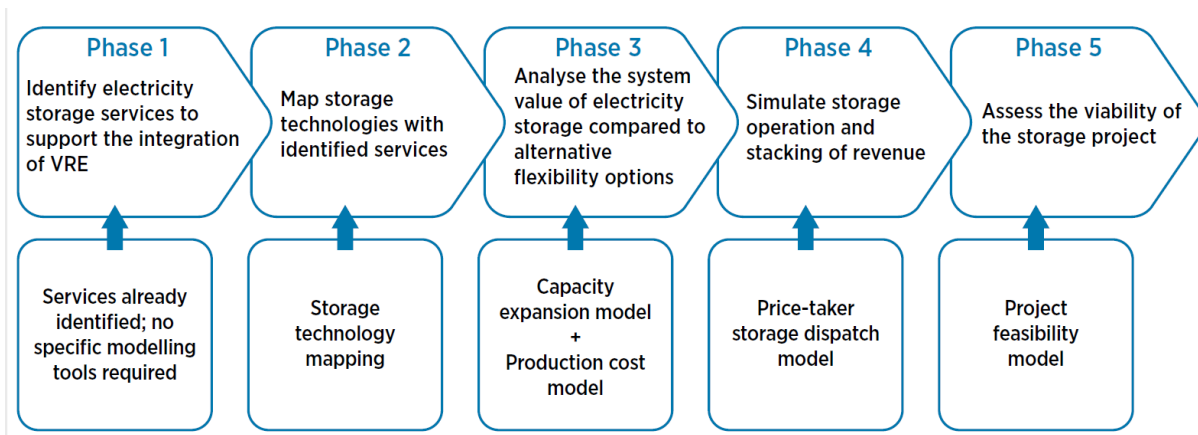 Phase 1
Identify electricity
storage services to
support the integration
of VRE
Phase 2
Map storage
technologies with
identified services
Phase 3
Analyse the system
value of electricity
storage compared to
alternative
flexibility options
Phase 4
Simulate storage
operation and
stacking of revenue
Phase 5
Assess the viability of
the storage project
Services already
identified; no
specific modelling
tools required
Storage
technology
mapping
Capacity
expansion model
+
Production cost
model
Price-taker
storage dispatch
model
Project
feasibility
model